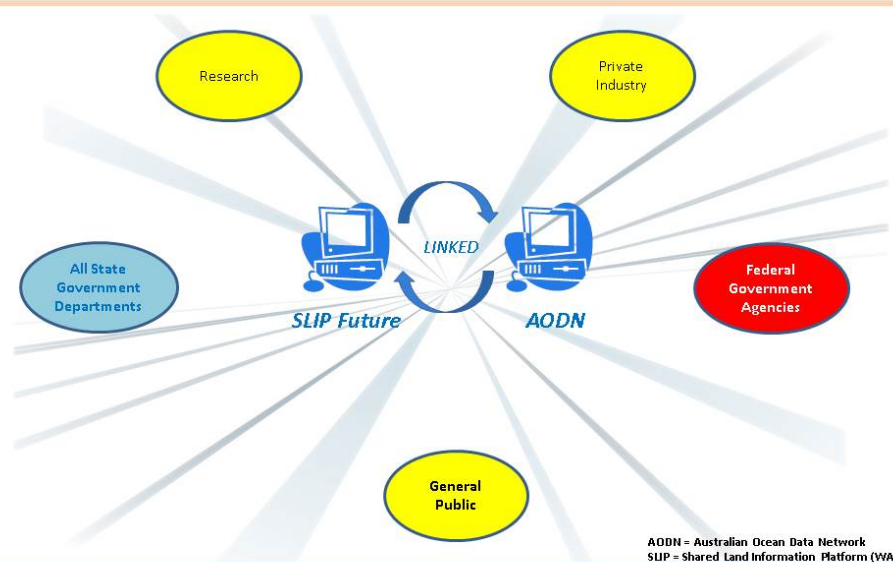 Research
Private
Industry
LINKED
All State
Government
Departments
Federal
Government
Agencies
SLIP Future
AODN
General
Public
AODN = Australian Ocean Data Network
SLIP = Shared Land Information Platform (WA